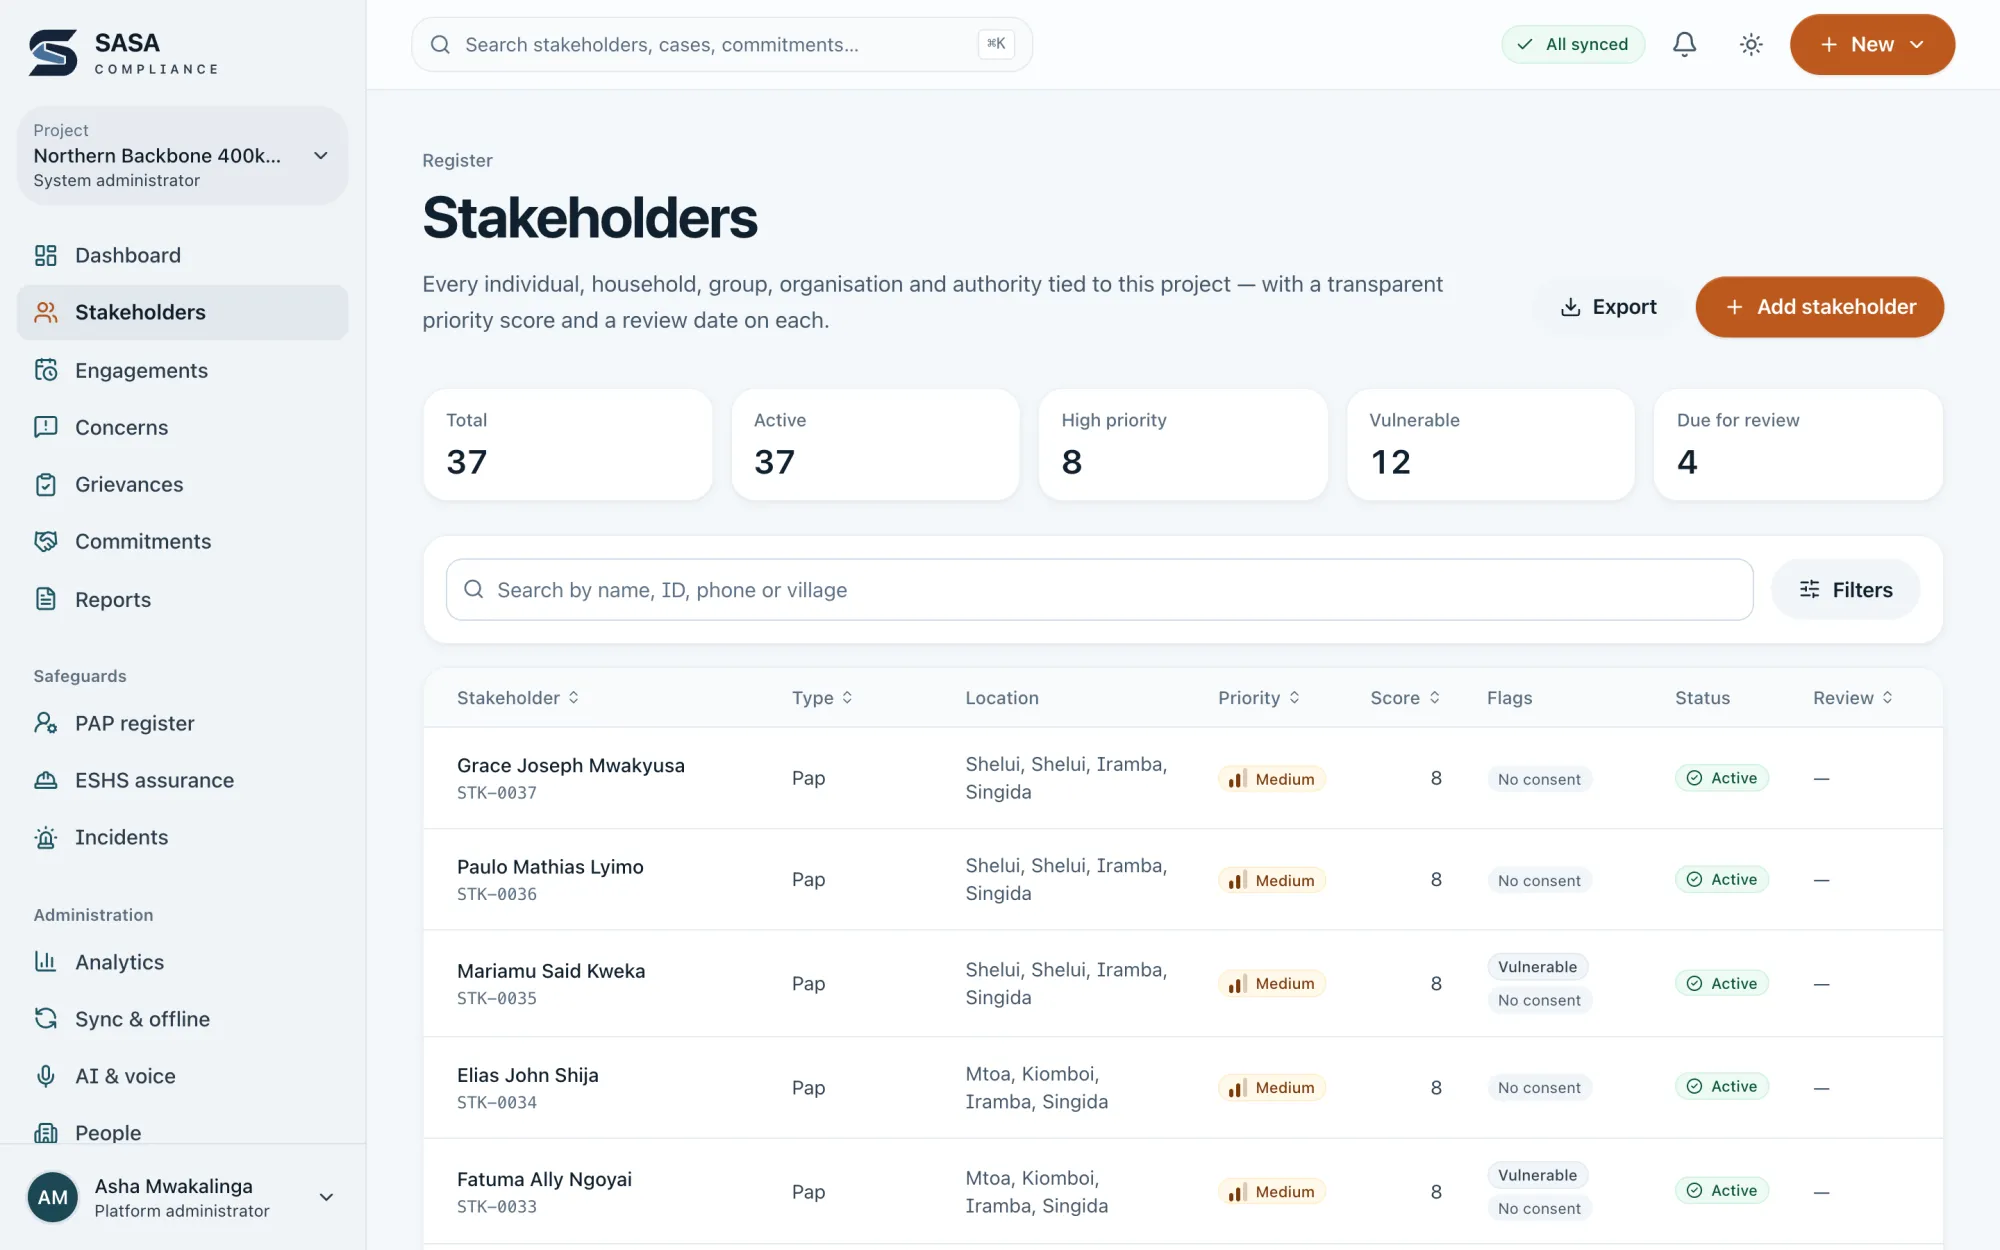 SASA
COMPLIANCE
Project
Northern Backbone 400k...
System administrator
Dashboard
Stakeholders
Engagements
Concerns
Grievances
Commitments
Reports
Safeguards
PAP register
ESHS assurance
Incidents
Administration
Analytics
Sync & offline
AI & voice
People
AM
Asha Mwakalinga
Platform administrator
Search stakeholders, cases, commitments...
⌘K
All synced
New
Register
Stakeholders
Every individual, household, group, organisation and authority tied to this project — with a transparent
priority score and a review date on each.
Export
Add stakeholder
Total
37
Active
37
High priority
8
Vulnerable
12
Due for review
4
Search by name, ID, phone or village
Filters
Stakeholder Type Location Priority Score Flags Status Review
Grace Joseph Mwakyusa
STK-0037
Pap
Shelui, Shelui, Iramba,
Singida
Medium
8
No consent
Active
—
Paulo Mathias Lyimo
STK-0036
Pap
Shelui, Shelui, Iramba,
Singida
Medium
8
No consent
Active
—
Mariamu Said Kweka
STK-0035
Pap
Shelui, Shelui, Iramba,
Singida
Medium
8
Vulnerable
No consent
Active
—
Elias John Shija
STK-0034
Pap
Mtoa, Kiomboi,
Iramba, Singida
Medium
8
No consent
Active
—
Fatuma Ally Ngoyai
STK-0033
Pap
Mtoa, Kiomboi,
Iramba, Singida
Medium
8
Vulnerable
No consent
Active
—